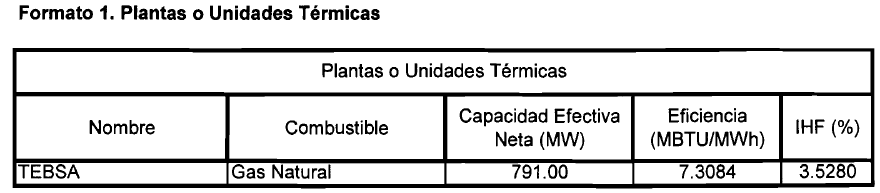 Formato 1. Plantas o Unidades Térmicas
Plantas o Unidades Térmicas
Nombre Combustible Capacidad Efectiva Neta (MW) Eficiencia (MBTU/MWh) IHF (%)
TEBSA Gas Natural 791.00 7.3084 3.5280